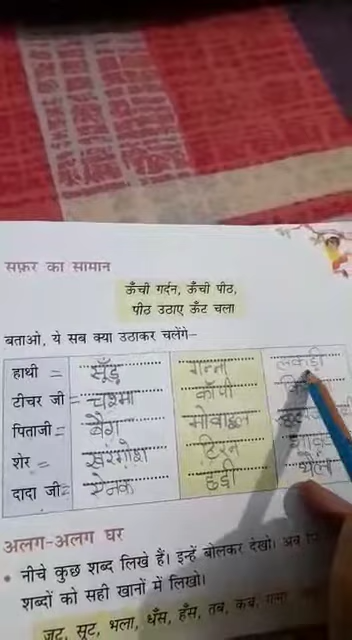 सफ़र का सामान
ऊँची गर्दन, ऊँची पीठ,
पीठ उठाए ऊँट चला
बताओ, ये सब क्या उठाकर चलेंगे–
हाथी = सूँड़ गन्ना लकड़ी
टीचर जी = चश्मा कॉपी
पिताजी = बैग मोबाइल
शेर = खरगोश हिरन
दादा जी = ऐनक छड़ी थैला
अलग-अलग घर
• नीचे कुछ शब्द लिखे हैं। इन्हें बोलकर देखो। अब
शब्दों को सही खानों में लिखो।
जट, सूट, भला, धँस, हँस, तब, कब,